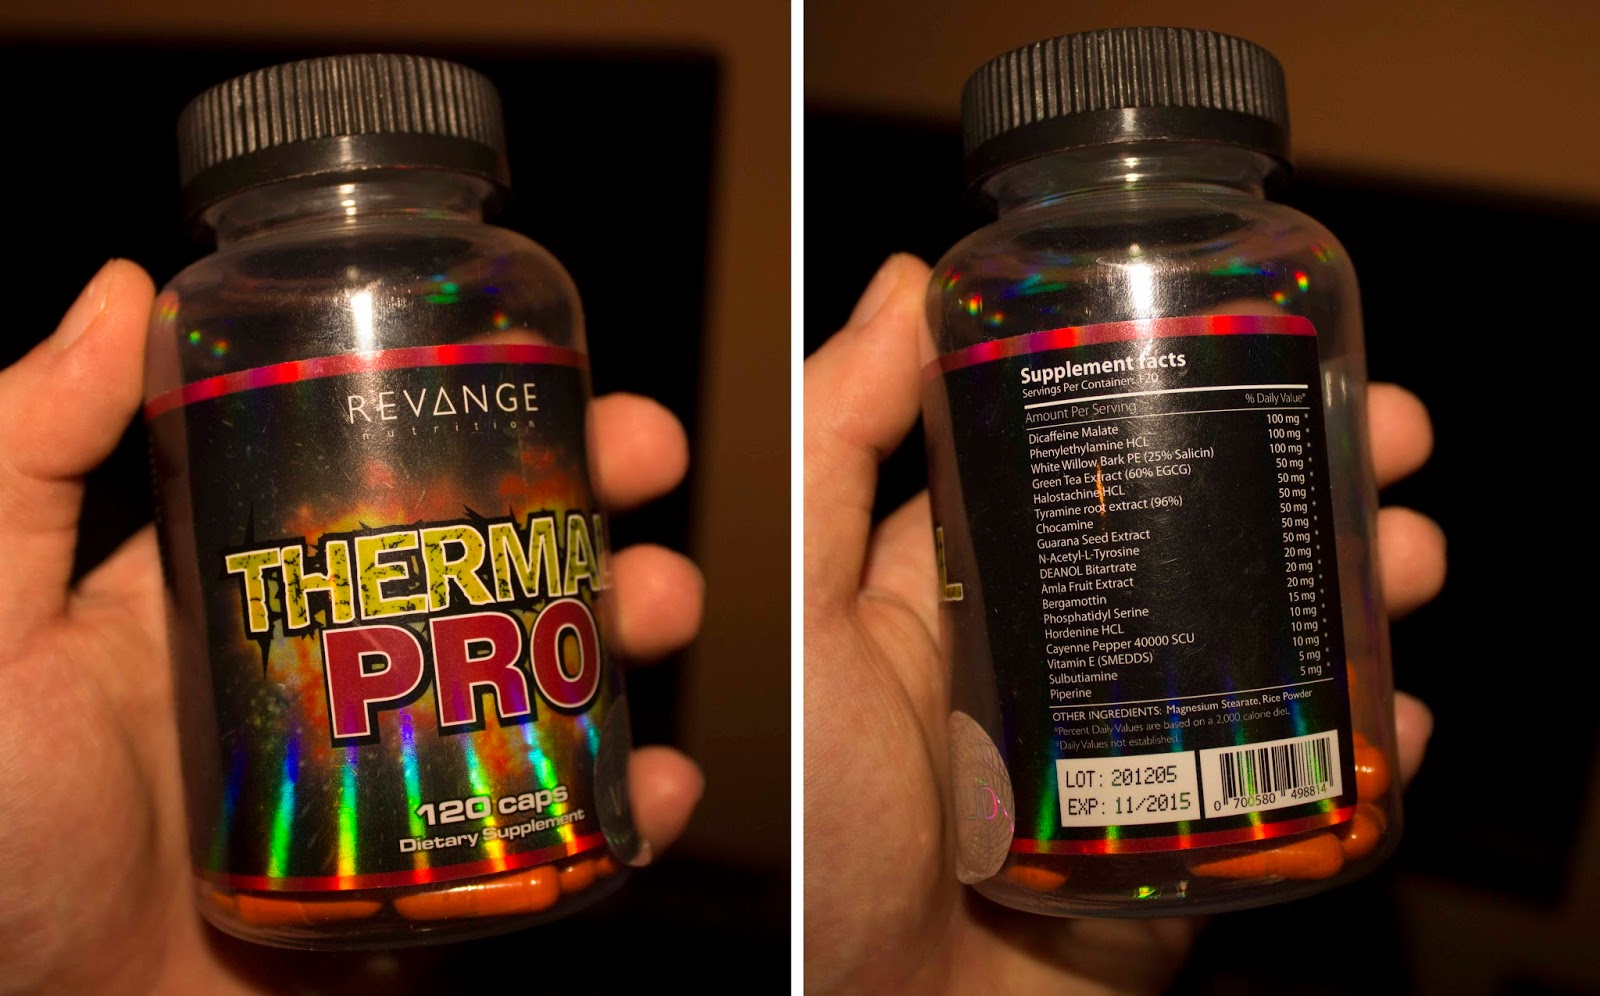 REVANGE
nutrition
THERMAL
PRO
120 caps
Dietary Supplement
Supplement facts
Servings Per Container: 120
Amount Per Serving % Daily Value*
Dicaffeine Malate 100 mg *
Phenylethylamine HCL 100 mg *
White Willow Bark PE (25% Salicin) 100 mg *
Green Tea Extract (60% EGCG) 50 mg *
Halostachine HCL 50 mg *
Tyramine root extract (96%) 50 mg *
Chocamine 50 mg *
Guarana Seed Extract 50 mg *
N-Acetyl-L-Tyrosine 50 mg *
DEANOL Bitartrate 20 mg *
Amla Fruit Extract 20 mg *
Bergamottin 20 mg *
Phosphatidyl Serine 15 mg *
Hordenine HCL 10 mg *
Cayenne Pepper 40000 SCU 10 mg *
Vitamin E (SMEDDS) 10 mg *
Sulbutiamine 5 mg *
Piperine 5 mg *
OTHER INGREDIENTS: Magnesium Stearate, Rice Powder
*Percent Daily Values are based on a 2,000 calorie diet.
*Daily Values not established.
LOT: 201205
EXP: 11/2015
0 700580 498814